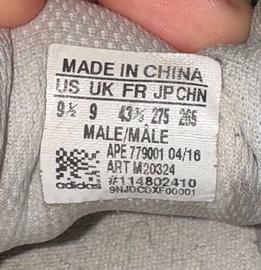 MADE IN CHINA
US UK FR JP CHN
9½ 9 43⅓ 275 265
MALE/MÂLE
APE 779001 04/16
ART M20324
#114802410
adidas 9NJDCDXF00001